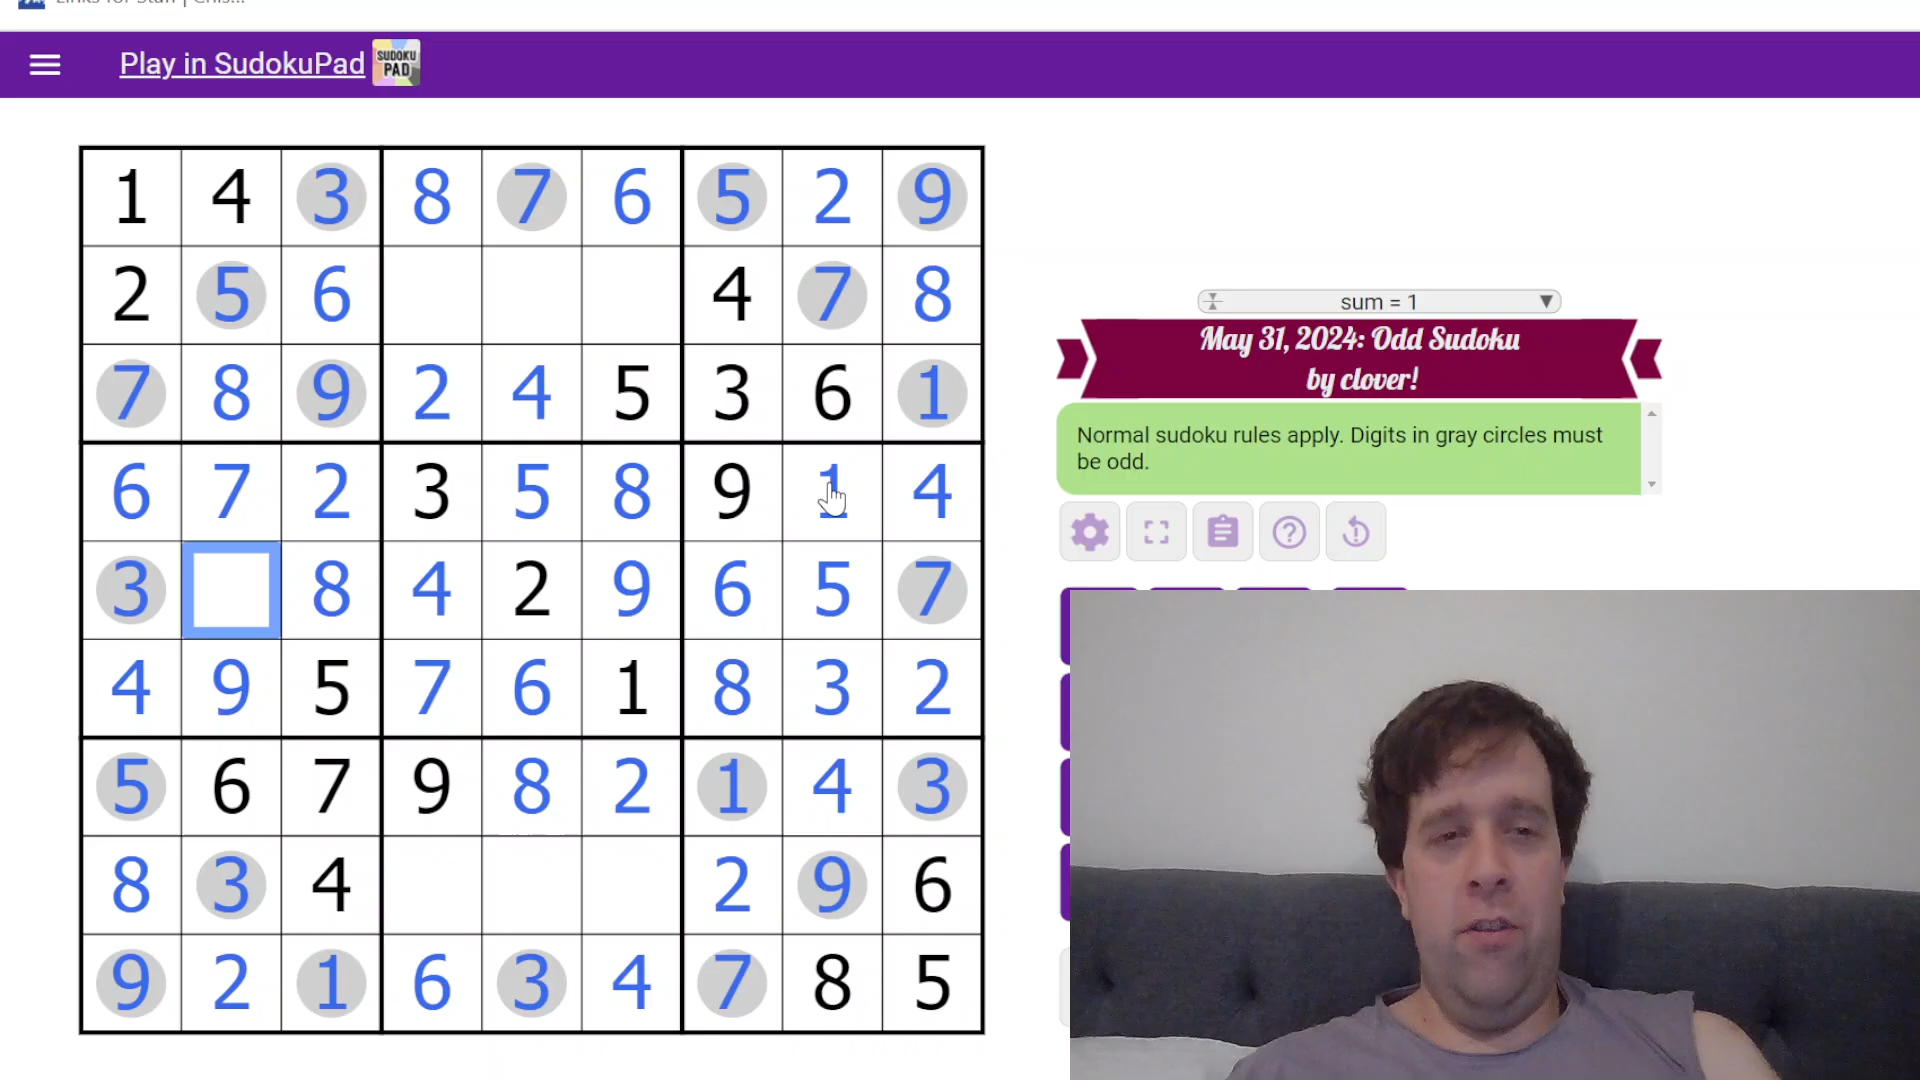 Play in SudokuPad SUDOKU PAD
1 4 3 8 7 6 5 2 9
2 5 6 4 7 8
7 8 9 2 4 5 3 6 1
6 7 2 3 5 8 9 1 4
3 8 4 2 9 6 5 7
4 9 5 7 6 1 8 3 2
5 6 7 9 8 2 1 4 3
8 3 4 2 9 6
9 2 1 6 3 4 7 8 5
sum = 1
May 31, 2024: Odd Sudoku
by clover!
Normal sudoku rules apply. Digits in gray circles must
be odd.